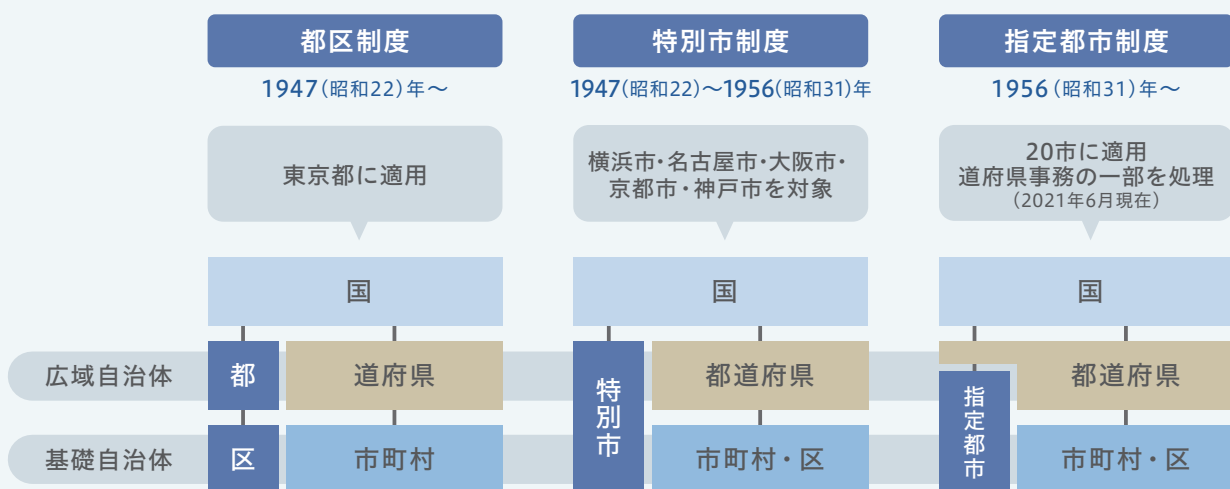 都区制度
1947(昭和22)年～
東京都に適用
国
都
道府県
区
市町村
特別市制度
1947(昭和22)～1956(昭和31)年
横浜市・名古屋市・大阪市・
京都市・神戸市を対象
国
特別市
都道府県
市町村・区
指定都市制度
1956(昭和31)年～
20市に適用
道府県事務の一部を処理
(2021年6月現在)
国
指定都市
都道府県
市町村・区
広域自治体
基礎自治体